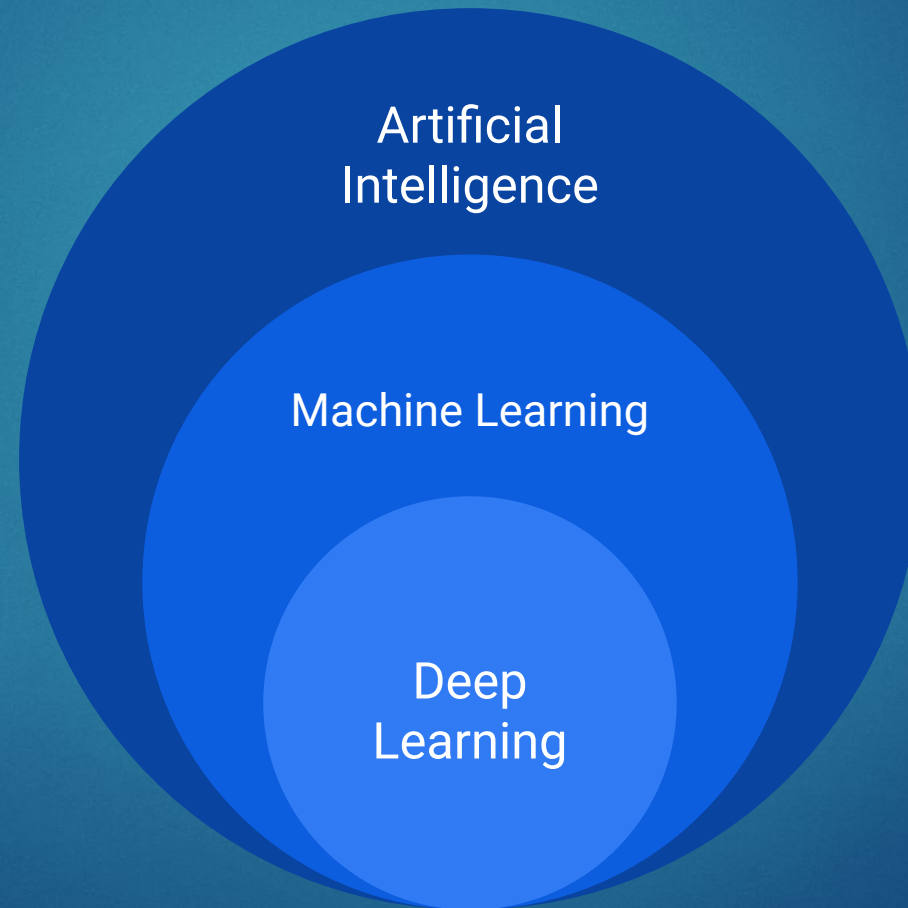 Artificial
Intelligence
Machine Learning
Deep
Learning